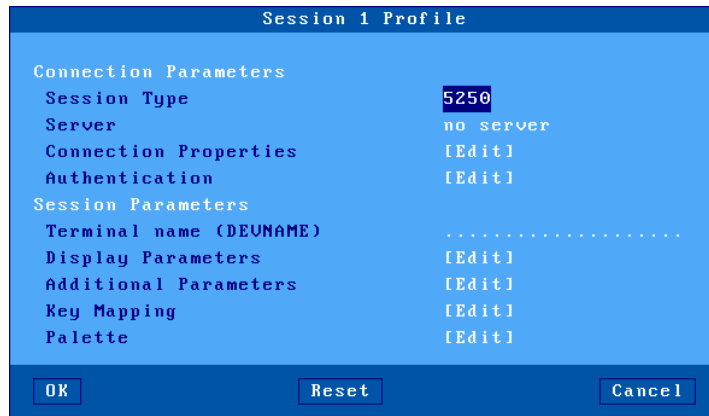 Session 1 Profile
Connection Parameters
Session Type 5250
Server no server
Connection Properties [Edit]
Authentication [Edit]
Session Parameters
Terminal name (DEVNAME) ....................
Display Parameters [Edit]
Additional Parameters [Edit]
Key Mapping [Edit]
Palette [Edit]
OK Reset Cancel